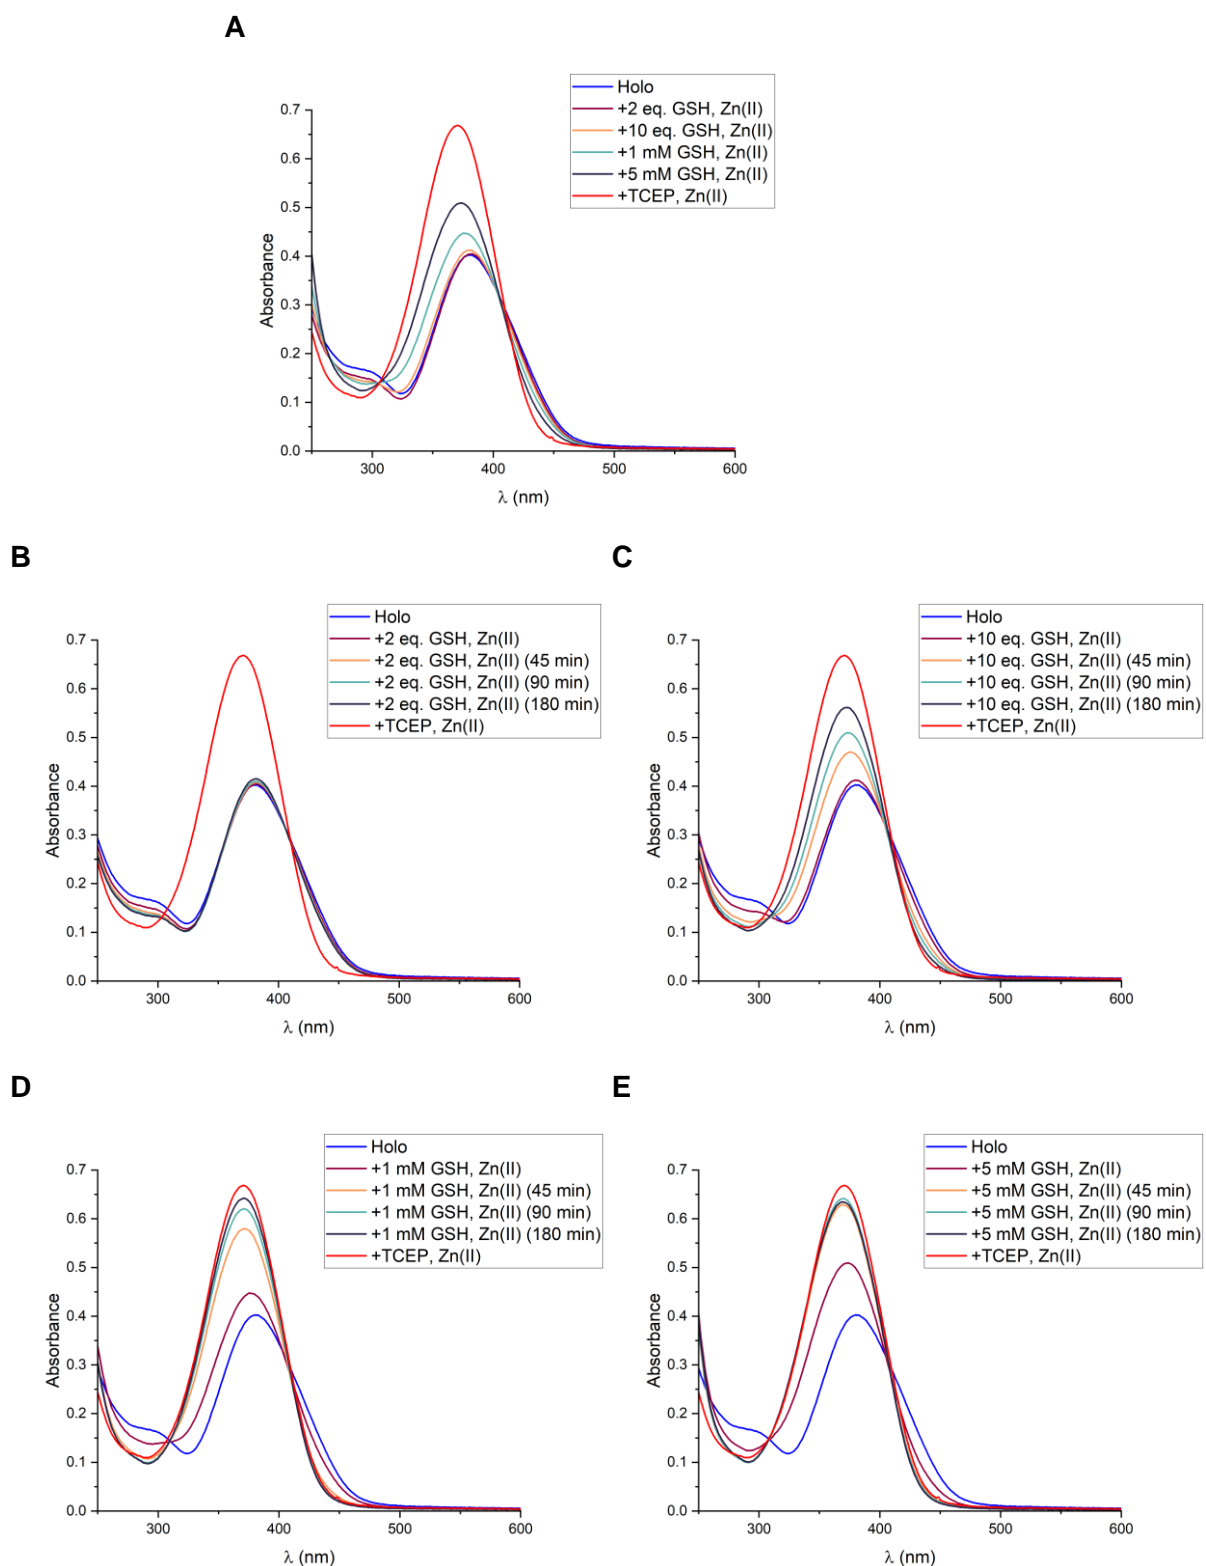 A
Holo
+2 eq. GSH, Zn(II)
+10 eq. GSH, Zn(II)
+1 mM GSH, Zn(II)
+5 mM GSH, Zn(II)
+TCEP, Zn(II)
0.7
0.6
0.5
0.4
0.3
0.2
0.1
0.0
Absorbance
300 400 500 600
λ (nm)
B
Holo
+2 eq. GSH, Zn(II)
+2 eq. GSH, Zn(II) (45 min)
+2 eq. GSH, Zn(II) (90 min)
+2 eq. GSH, Zn(II) (180 min)
+TCEP, Zn(II)
0.7
0.6
0.5
0.4
0.3
0.2
0.1
0.0
Absorbance
300 400 500 600
λ (nm)
C
Holo
+10 eq. GSH, Zn(II)
+10 eq. GSH, Zn(II) (45 min)
+10 eq. GSH, Zn(II) (90 min)
+10 eq. GSH, Zn(II) (180 min)
+TCEP, Zn(II)
0.7
0.6
0.5
0.4
0.3
0.2
0.1
0.0
Absorbance
300 400 500 600
λ (nm)
D
Holo
+1 mM GSH, Zn(II)
+1 mM GSH, Zn(II) (45 min)
+1 mM GSH, Zn(II) (90 min)
+1 mM GSH, Zn(II) (180 min)
+TCEP, Zn(II)
0.7
0.6
0.5
0.4
0.3
0.2
0.1
0.0
Absorbance
300 400 500 600
λ (nm)
E
Holo
+5 mM GSH, Zn(II)
+5 mM GSH, Zn(II) (45 min)
+5 mM GSH, Zn(II) (90 min)
+5 mM GSH, Zn(II) (180 min)
+TCEP, Zn(II)
0.7
0.6
0.5
0.4
0.3
0.2
0.1
0.0
Absorbance
300 400 500 600
λ (nm)